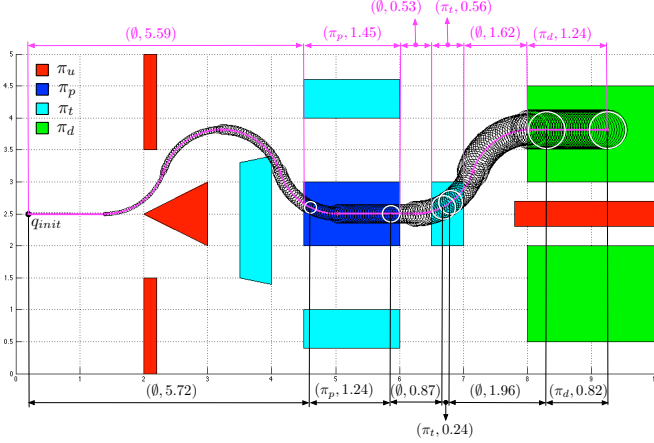 (∅, 0.53) (π_t, 0.56)
(∅, 5.59) (π_p, 1.45) (∅, 1.62) (π_d, 1.24)
5
4.5
4
3.5
3
2.5
2
1.5
1
0.5
0
π_u
π_p
π_t
π_d
q_init
0 1 2 3 4 5 6 7 8 9
(∅, 5.72) (π_p, 1.24) (∅, 0.87) (∅, 1.96) (π_d, 0.82)
(π_t, 0.24)